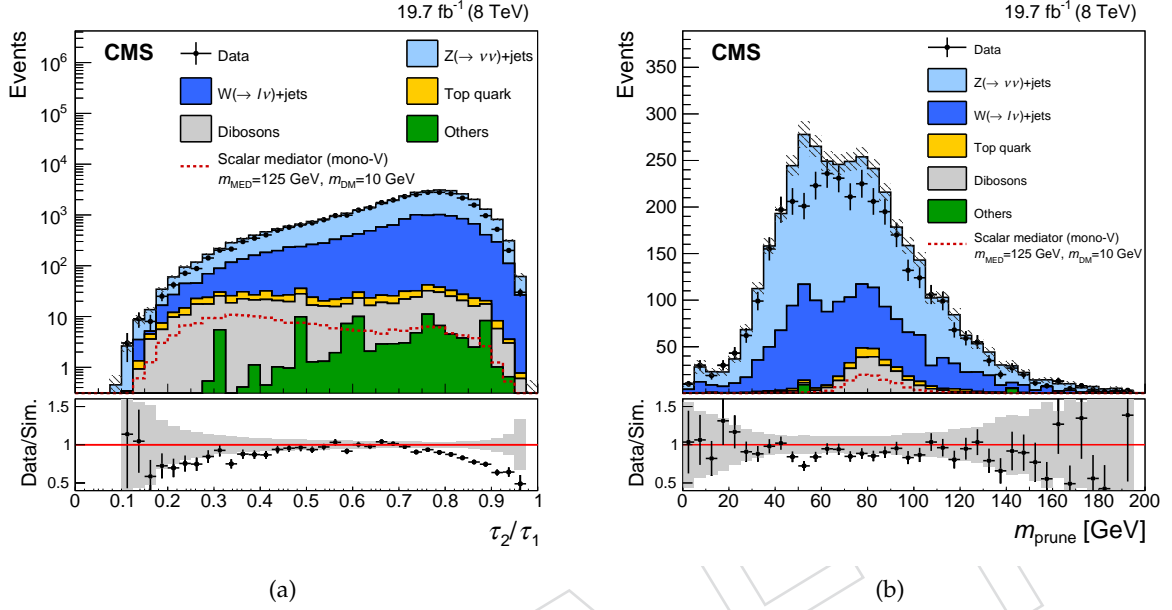 19.7 fb⁻¹ (8 TeV)
CMS
Data
Z(→ νν)+jets
W(→ lν)+jets
Top quark
Dibosons
Others
Scalar mediator (mono-V)
m_MED=125 GeV, m_DM=10 GeV
Events
10⁶
10⁵
10⁴
10³
10²
10
1
Data/Sim.
1.5
1
0.5
0 0.1 0.2 0.3 0.4 0.5 0.6 0.7 0.8 0.9 1
τ₂/τ₁
(a)
19.7 fb⁻¹ (8 TeV)
CMS
Data
Z(→ νν)+jets
W(→ lν)+jets
Top quark
Dibosons
Others
Scalar mediator (mono-V)
m_MED=125 GeV, m_DM=10 GeV
Events
350
300
250
200
150
100
50
0
Data/Sim.
1.5
1
0.5
0 20 40 60 80 100 120 140 160 180 200
m_prune [GeV]
(b)